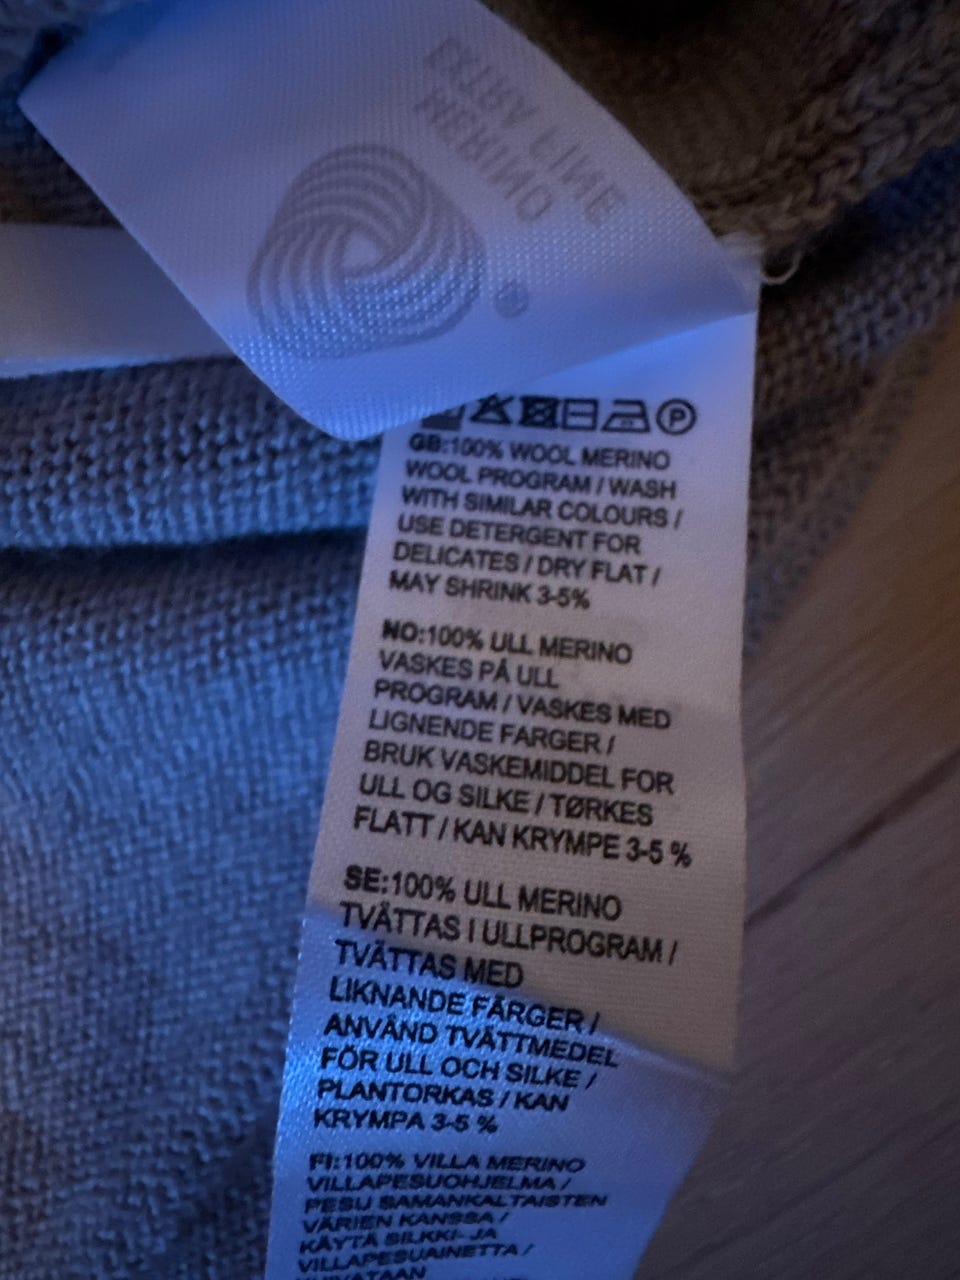 EXTRA FINE
MERINO
®
P
GB:100% WOOL MERINO
WOOL PROGRAM / WASH
WITH SIMILAR COLOURS /
USE DETERGENT FOR
DELICATES / DRY FLAT /
MAY SHRINK 3-5%
NO:100% ULL MERINO
VASKES PÅ ULL
PROGRAM / VASKES MED
LIGNENDE FARGER /
BRUK VASKEMIDDEL FOR
ULL OG SILKE / TØRKES
FLATT / KAN KRYMPE 3-5 %
SE:100% ULL MERINO
TVÄTTAS I ULLPROGRAM /
TVÄTTAS MED
LIKNANDE FÄRGER /
ANVÄND TVÄTTMEDEL
FÖR ULL OCH SILKE /
PLANTORKAS / KAN
KRYMPA 3-5 %
FI:100% VILLA MERINO
VILLAPESUOHJELMA /
PESU SAMANKALTAISTEN
VÄRIEN KANSSA /
KÄYTÄ SILKKI- JA
VILLAPESUAINETTA /
KUIVATAAN